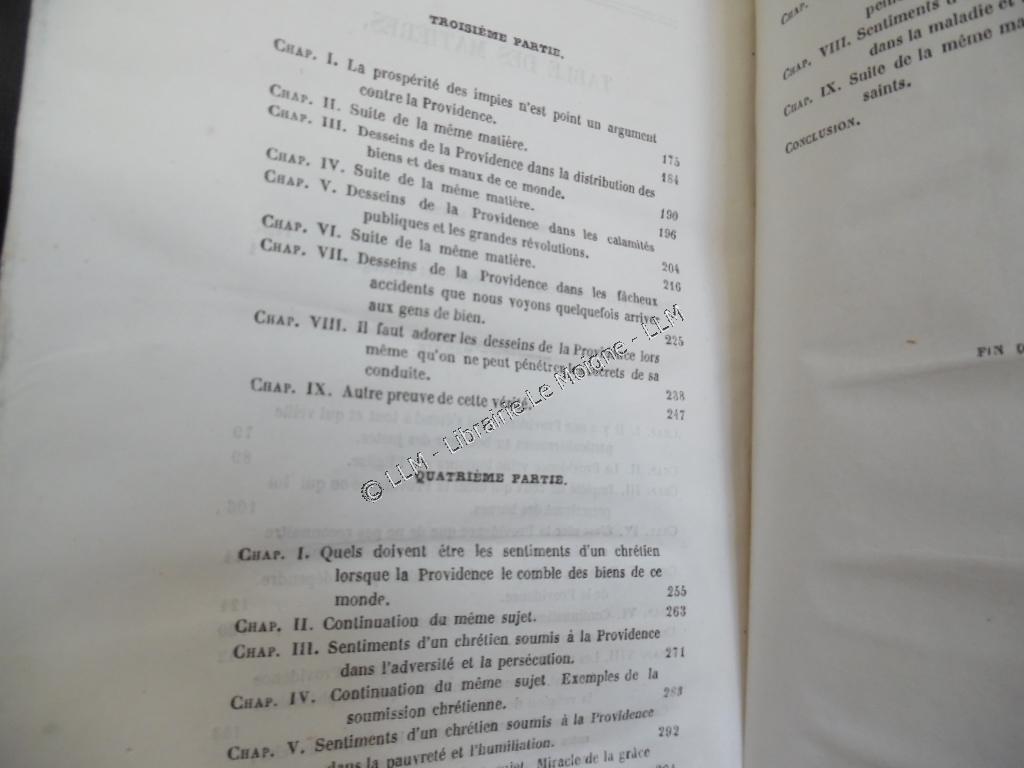 TROISIÈME PARTIE.
CHAP. I. La prospérité des impies n'est point un argument
contre la Providence. 175
CHAP. II. Suite de la même matière. 184
CHAP. III. Desseins de la Providence dans la distribution des
biens et des maux de ce monde. 190
CHAP. IV. Suite de la même matière. 196
CHAP. V. Desseins de la Providence dans les calamités
publiques et les grandes révolutions. 204
CHAP. VI. Suite de la même matière. 216
CHAP. VII. Desseins de la Providence dans les fâcheux
accidents que nous voyons quelquefois arriver
aux gens de bien. 225
CHAP. VIII. Il faut adorer les desseins de la Providence lors
même qu'on ne peut pénétrer les secrets de sa
conduite. 238
CHAP. IX. Autre preuve de cette vérité. 247
QUATRIÈME PARTIE.
CHAP. I. Quels doivent être les sentiments d'un chrétien
lorsque la Providence le comble des biens de ce
monde. 255
CHAP. II. Continuation du même sujet. 263
CHAP. III. Sentiments d'un chrétien soumis à la Providence
dans l'adversité et la persécution. 271
CHAP. IV. Continuation du même sujet. Exemples de la
soumission chrétienne. 283
CHAP. V. Sentiments d'un chrétien soumis à la Providence
dans la pauvreté et l'humiliation. 292
Miracle de la grâce
CHAP.
CHAP. VIII. Sentiments
dans la maladie et
CHAP. IX. Suite de la même
saints.
CONCLUSION.
FIN
© LLM - Librairie Le Moigne - LLM